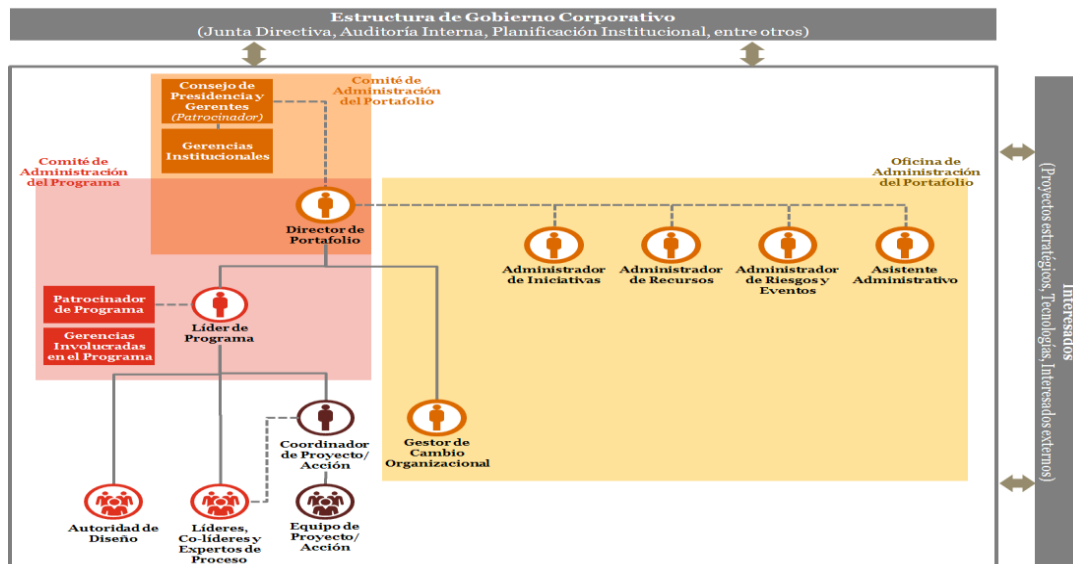 Estructura de Gobierno Corporativo
(Junta Directiva, Auditoría Interna, Planificación Institucional, entre otros)
Consejo de
Presidencia y
Gerentes
(Patrocinador)
Gerencias
Institucionales
Comité de
Administración
del Portafolio
Comité de
Administración
del Programa
Oficina de
Administración
del Portafolio
Director de
Portafolio
Administrador
de Iniciativas
Administrador
de Recursos
Administrador
de Riesgos y
Eventos
Asistente
Administrativo
Patrocinador
de Programa
Gerencias
Involucradas
en el Programa
Líder de
Programa
Coordinador
de Proyecto/
Acción
Gestor de
Cambio
Organizacional
Autoridad de
Diseño
Líderes,
Co-líderes y
Expertos de
Proceso
Equipo de
Proyecto/
Acción
Interesados
(Proyectos estratégicos, Tecnologías, Interesados externos)